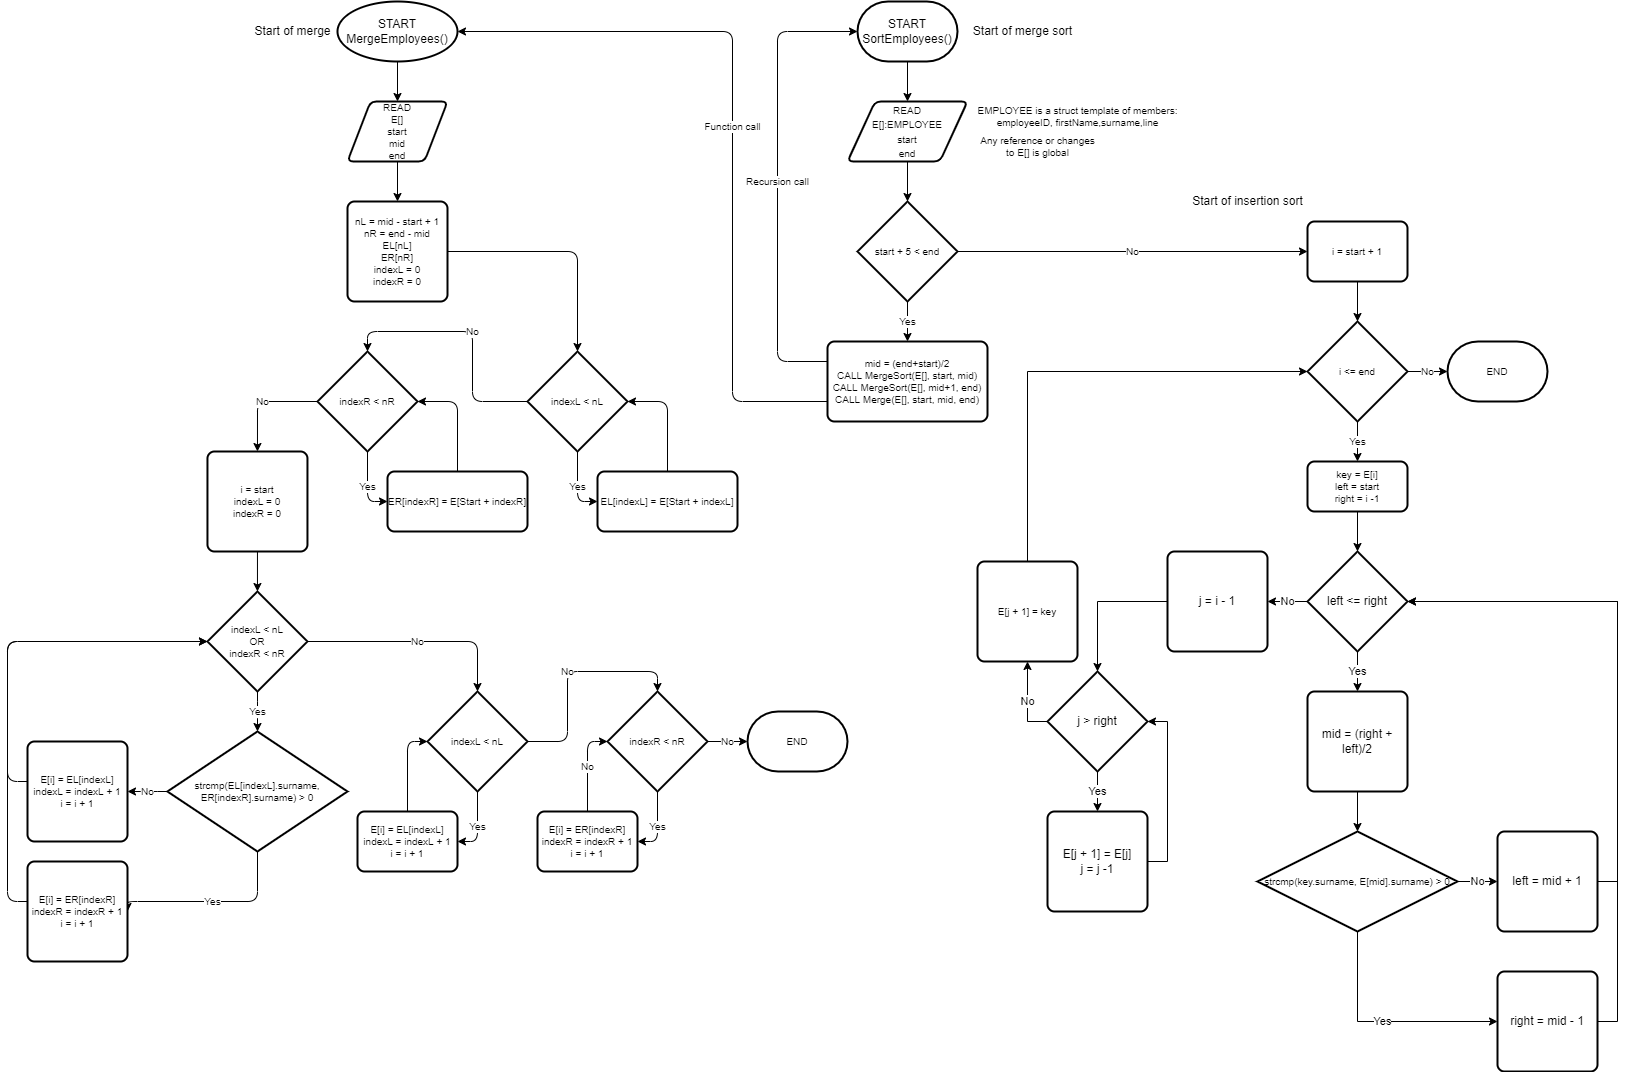 Start of merge
START
MergeEmployees()
READ
E[]
start
mid
end
nL = mid - start + 1
nR = end - mid
EL[nL]
ER[nR]
indexL = 0
indexR = 0
No
indexR < nR
indexL < nL
No
Yes
ER[indexR] = E[Start + indexR]
Yes
EL[indexL] = E[Start + indexL]
i = start
indexL = 0
indexR = 0
indexL < nL
OR
indexR < nR
No
Yes
strcmp(EL[indexL].surname,
ER[indexR].surname) > 0
No
E[i] = EL[indexL]
indexL = indexL + 1
i = i + 1
Yes
E[i] = ER[indexR]
indexR = indexR + 1
i = i + 1
indexL < nL
No
Yes
E[i] = EL[indexL]
indexL = indexL + 1
i = i + 1
indexR < nR
No
END
No
Yes
E[i] = ER[indexR]
indexR = indexR + 1
i = i + 1
Function call
Recursion call
START
SortEmployees()
Start of merge sort
READ
E[]:EMPLOYEE
start
end
EMPLOYEE is a struct template of members:
employeeID, firstName,surname,line
Any reference or changes
to E[] is global
start + 5 < end
No
Yes
mid = (end+start)/2
CALL MergeSort(E[], start, mid)
CALL MergeSort(E[], mid+1, end)
CALL Merge(E[], start, mid, end)
Start of insertion sort
i = start + 1
i <= end
No
END
Yes
key = E[i]
left = start
right = i -1
left <= right
No
j = i - 1
E[j + 1] = key
No
j > right
Yes
E[j + 1] = E[j]
j = j -1
Yes
mid = (right +
left)/2
strcmp(key.surname, E[mid].surname) > 0
No
left = mid + 1
Yes
right = mid - 1